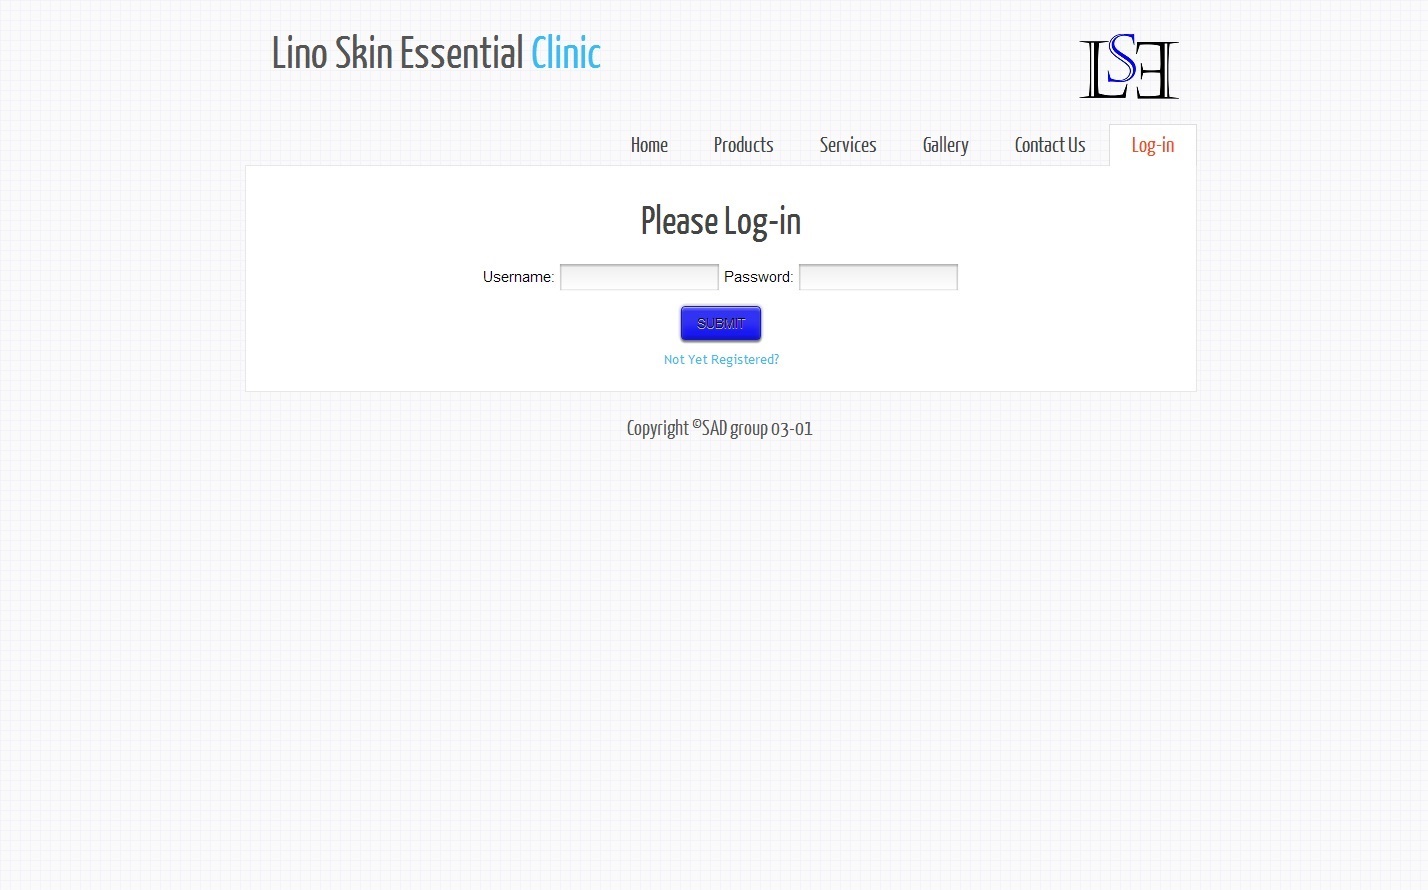 Lino Skin Essential Clinic
LSE
Home Products Services Gallery Contact Us Log-in
Please Log-in
Username: Password:
SUBMIT
Not Yet Registered?
Copyright ©SAD group 03-01